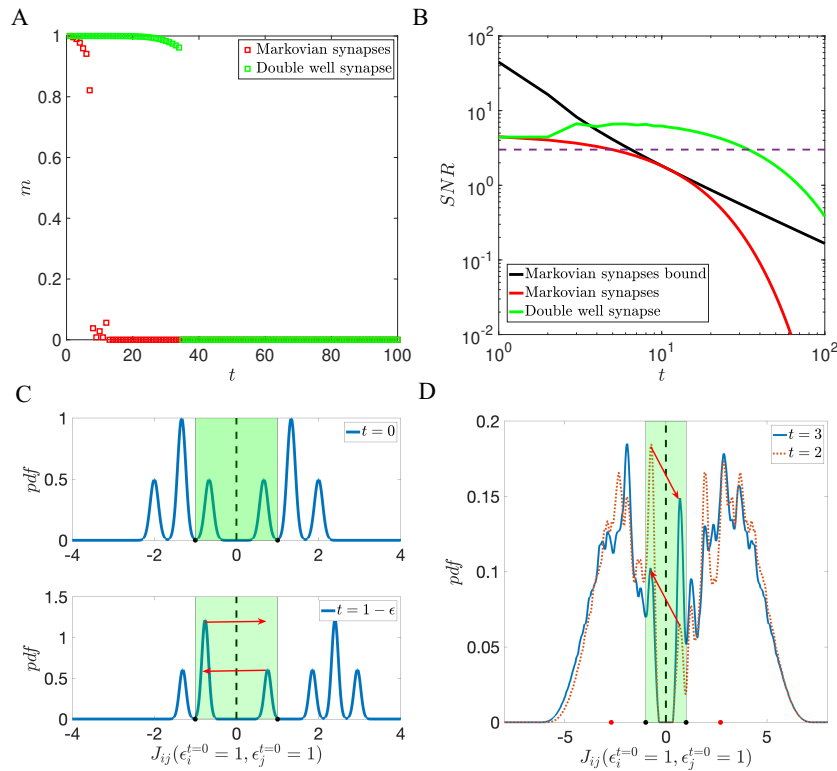 A
1
0.8
0.6
0.4
0.2
0
m
0 20 40 60 80 100
t
Markovian synapses
Double well synapse
B
10^2
10^1
10^0
10^-1
10^-2
SNR
10^0 10^1 10^2
t
Markovian synapses bound
Markovian synapses
Double well synapse
C
1
0.5
0
pdf
-4 -2 0 2 4
t = 0
1.5
1
0.5
0
pdf
-4 -2 0 2 4
t = 1 − ϵ
J_{ij}(ϵ_i^{t=0} = 1, ϵ_j^{t=0} = 1)
D
0.2
0.15
0.1
0.05
0
pdf
-5 0 5
t = 3
t = 2
J_{ij}(ϵ_i^{t=0} = 1, ϵ_j^{t=0} = 1)